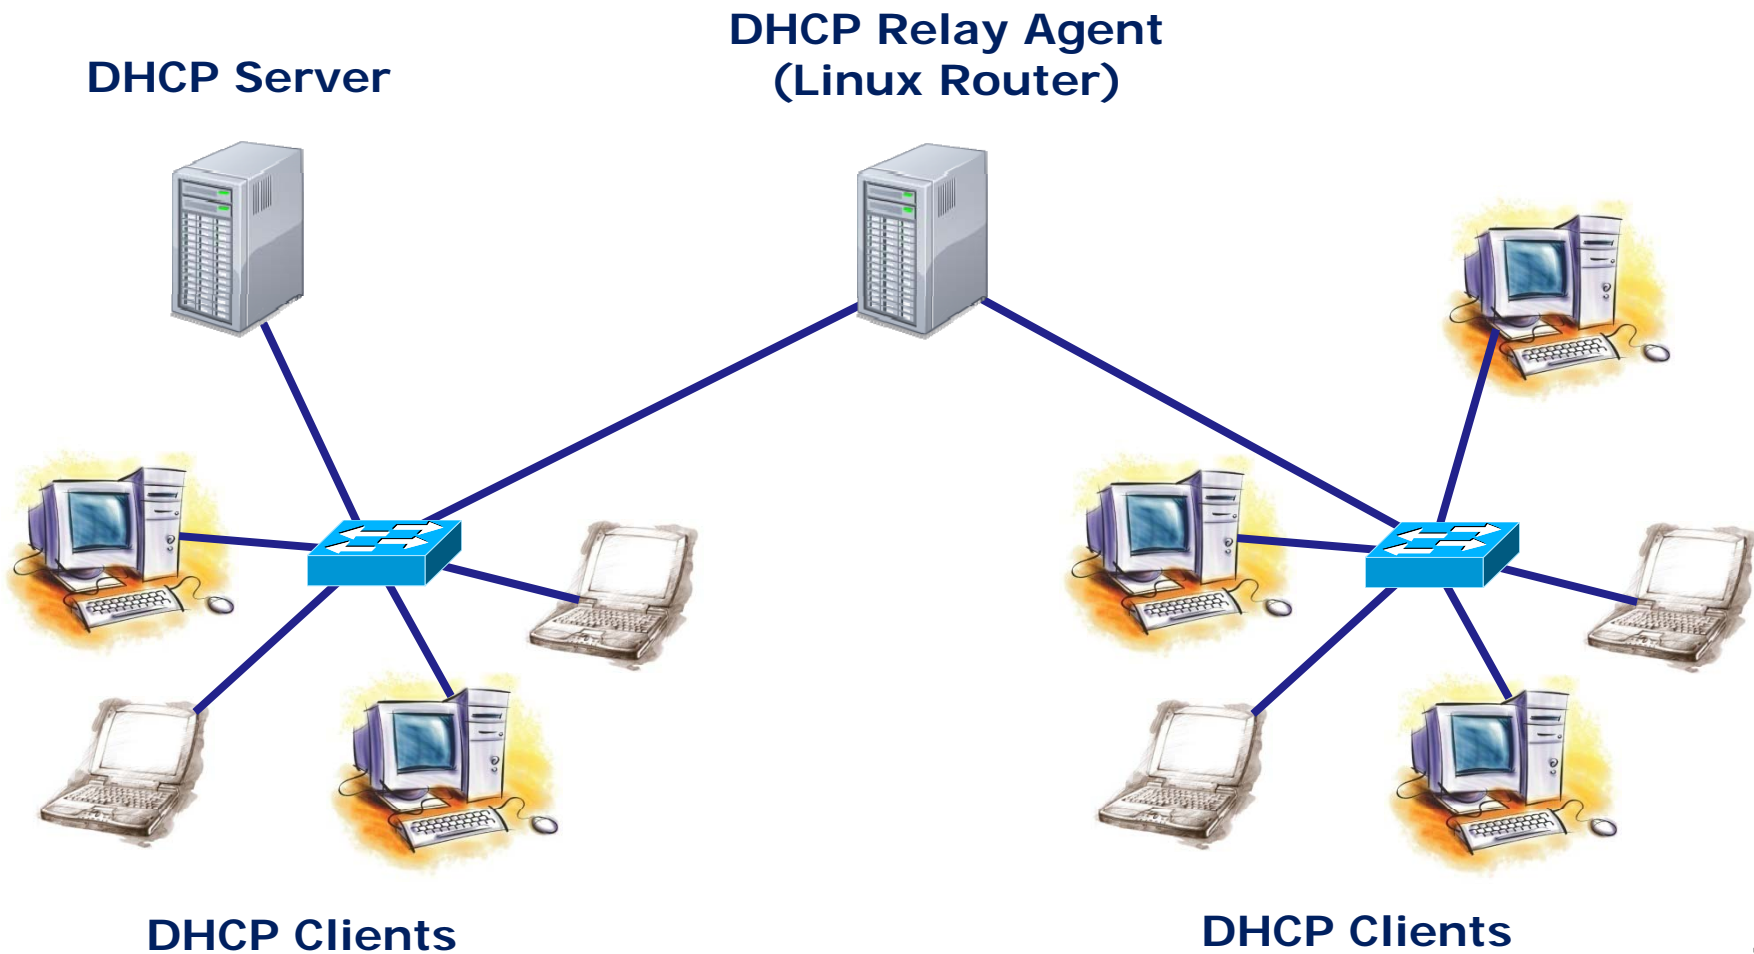 DHCP Relay Agent
(Linux Router)
DHCP Server
DHCP Clients
DHCP Clients